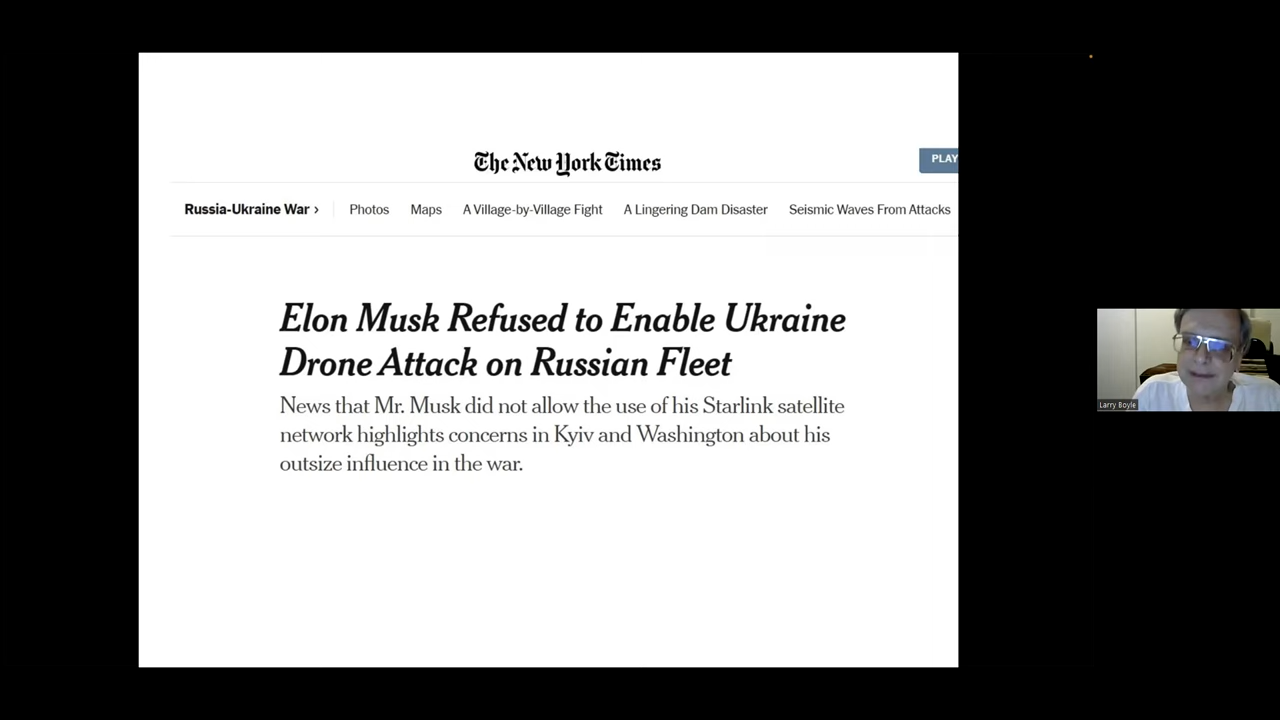 The New York Times
PLAY
Russia-Ukraine War ›
Photos
Maps
A Village-by-Village Fight
A Lingering Dam Disaster
Seismic Waves From Attacks
Elon Musk Refused to Enable Ukraine
Drone Attack on Russian Fleet
News that Mr. Musk did not allow the use of his Starlink satellite
network highlights concerns in Kyiv and Washington about his
outsize influence in the war.
Larry Boyle